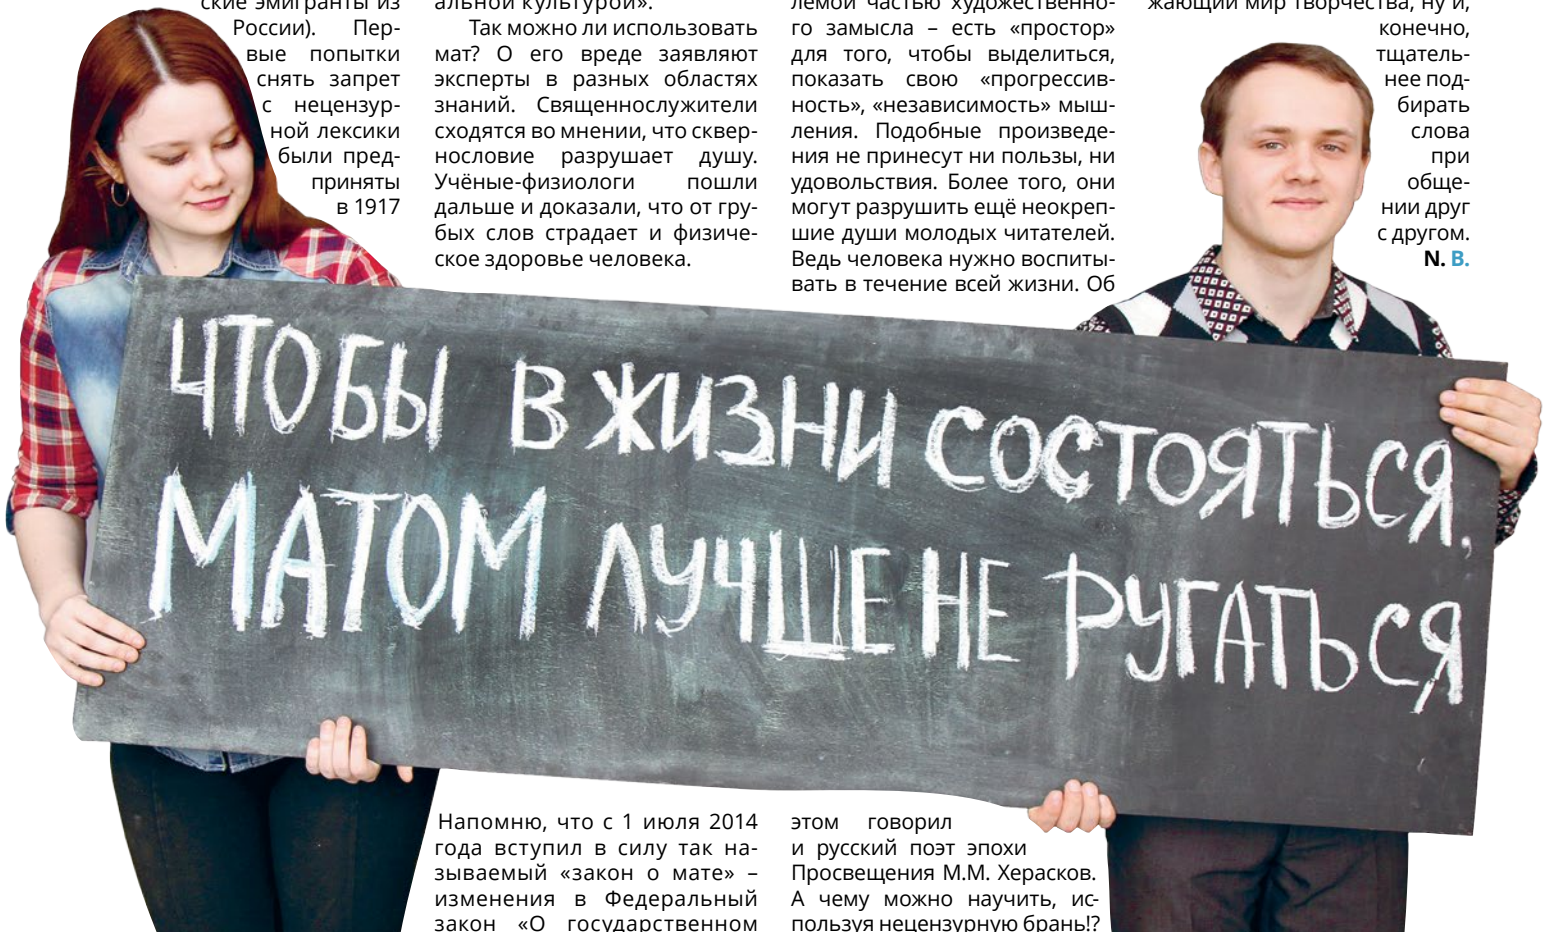 ские эмигранты из
России). Пер-
вые попытки
снять запрет
с нецензур-
ной лексики
были пред-
приняты
в 1917
альной культурой».
Так можно ли использовать
мат? О его вреде заявляют
эксперты в разных областях
знаний. Священнослужители
сходятся во мнении, что сквер-
нословие разрушает душу.
Учёные-физиологи пошли
дальше и доказали, что от гру-
бых слов страдает и физиче-
ское здоровье человека.
Напомню, что с 1 июля 2014
года вступил в силу так на-
зываемый «закон о мате» –
изменения в Федеральный
закон «О государственном
лемой частью художественно-
го замысла – есть «простор»
для того, чтобы выделиться,
показать свою «прогрессив-
ность», «независимость» мыш-
ления. Подобные произведе-
ния не принесут ни пользы, ни
удовольствия. Более того, они
могут разрушить ещё неокреп-
шие души молодых читателей.
Ведь человека нужно воспиты-
вать в течение всей жизни. Об
этом говорил
и русский поэт эпохи
Просвещения М.М. Херасков.
А чему можно научить, ис-
пользуя нецензурную брань!?
жающий мир творчества, ну и,
конечно,
тщатель-
нее под-
бирать
слова
при
обще-
нии друг
с другом.
N. B.
ЧТОБЫ В ЖИЗНИ СОСТОЯТЬСЯ,
МАТОМ ЛУЧШЕ НЕ РУГАТЬСЯ